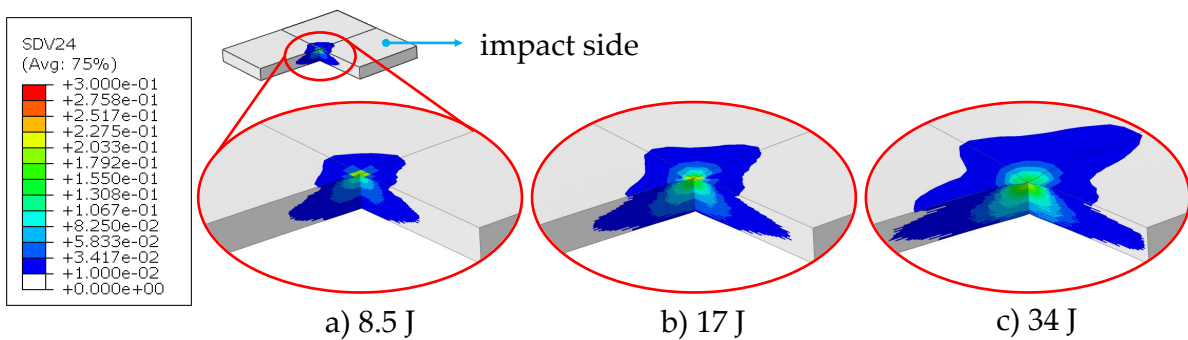 SDV24
(Avg: 75%)
+3.000e-01
+2.758e-01
+2.517e-01
+2.275e-01
+2.033e-01
+1.792e-01
+1.550e-01
+1.308e-01
+1.067e-01
+8.250e-02
+5.833e-02
+3.417e-02
+1.000e-02
+0.000e+00
impact side
a) 8.5 J
b) 17 J
c) 34 J